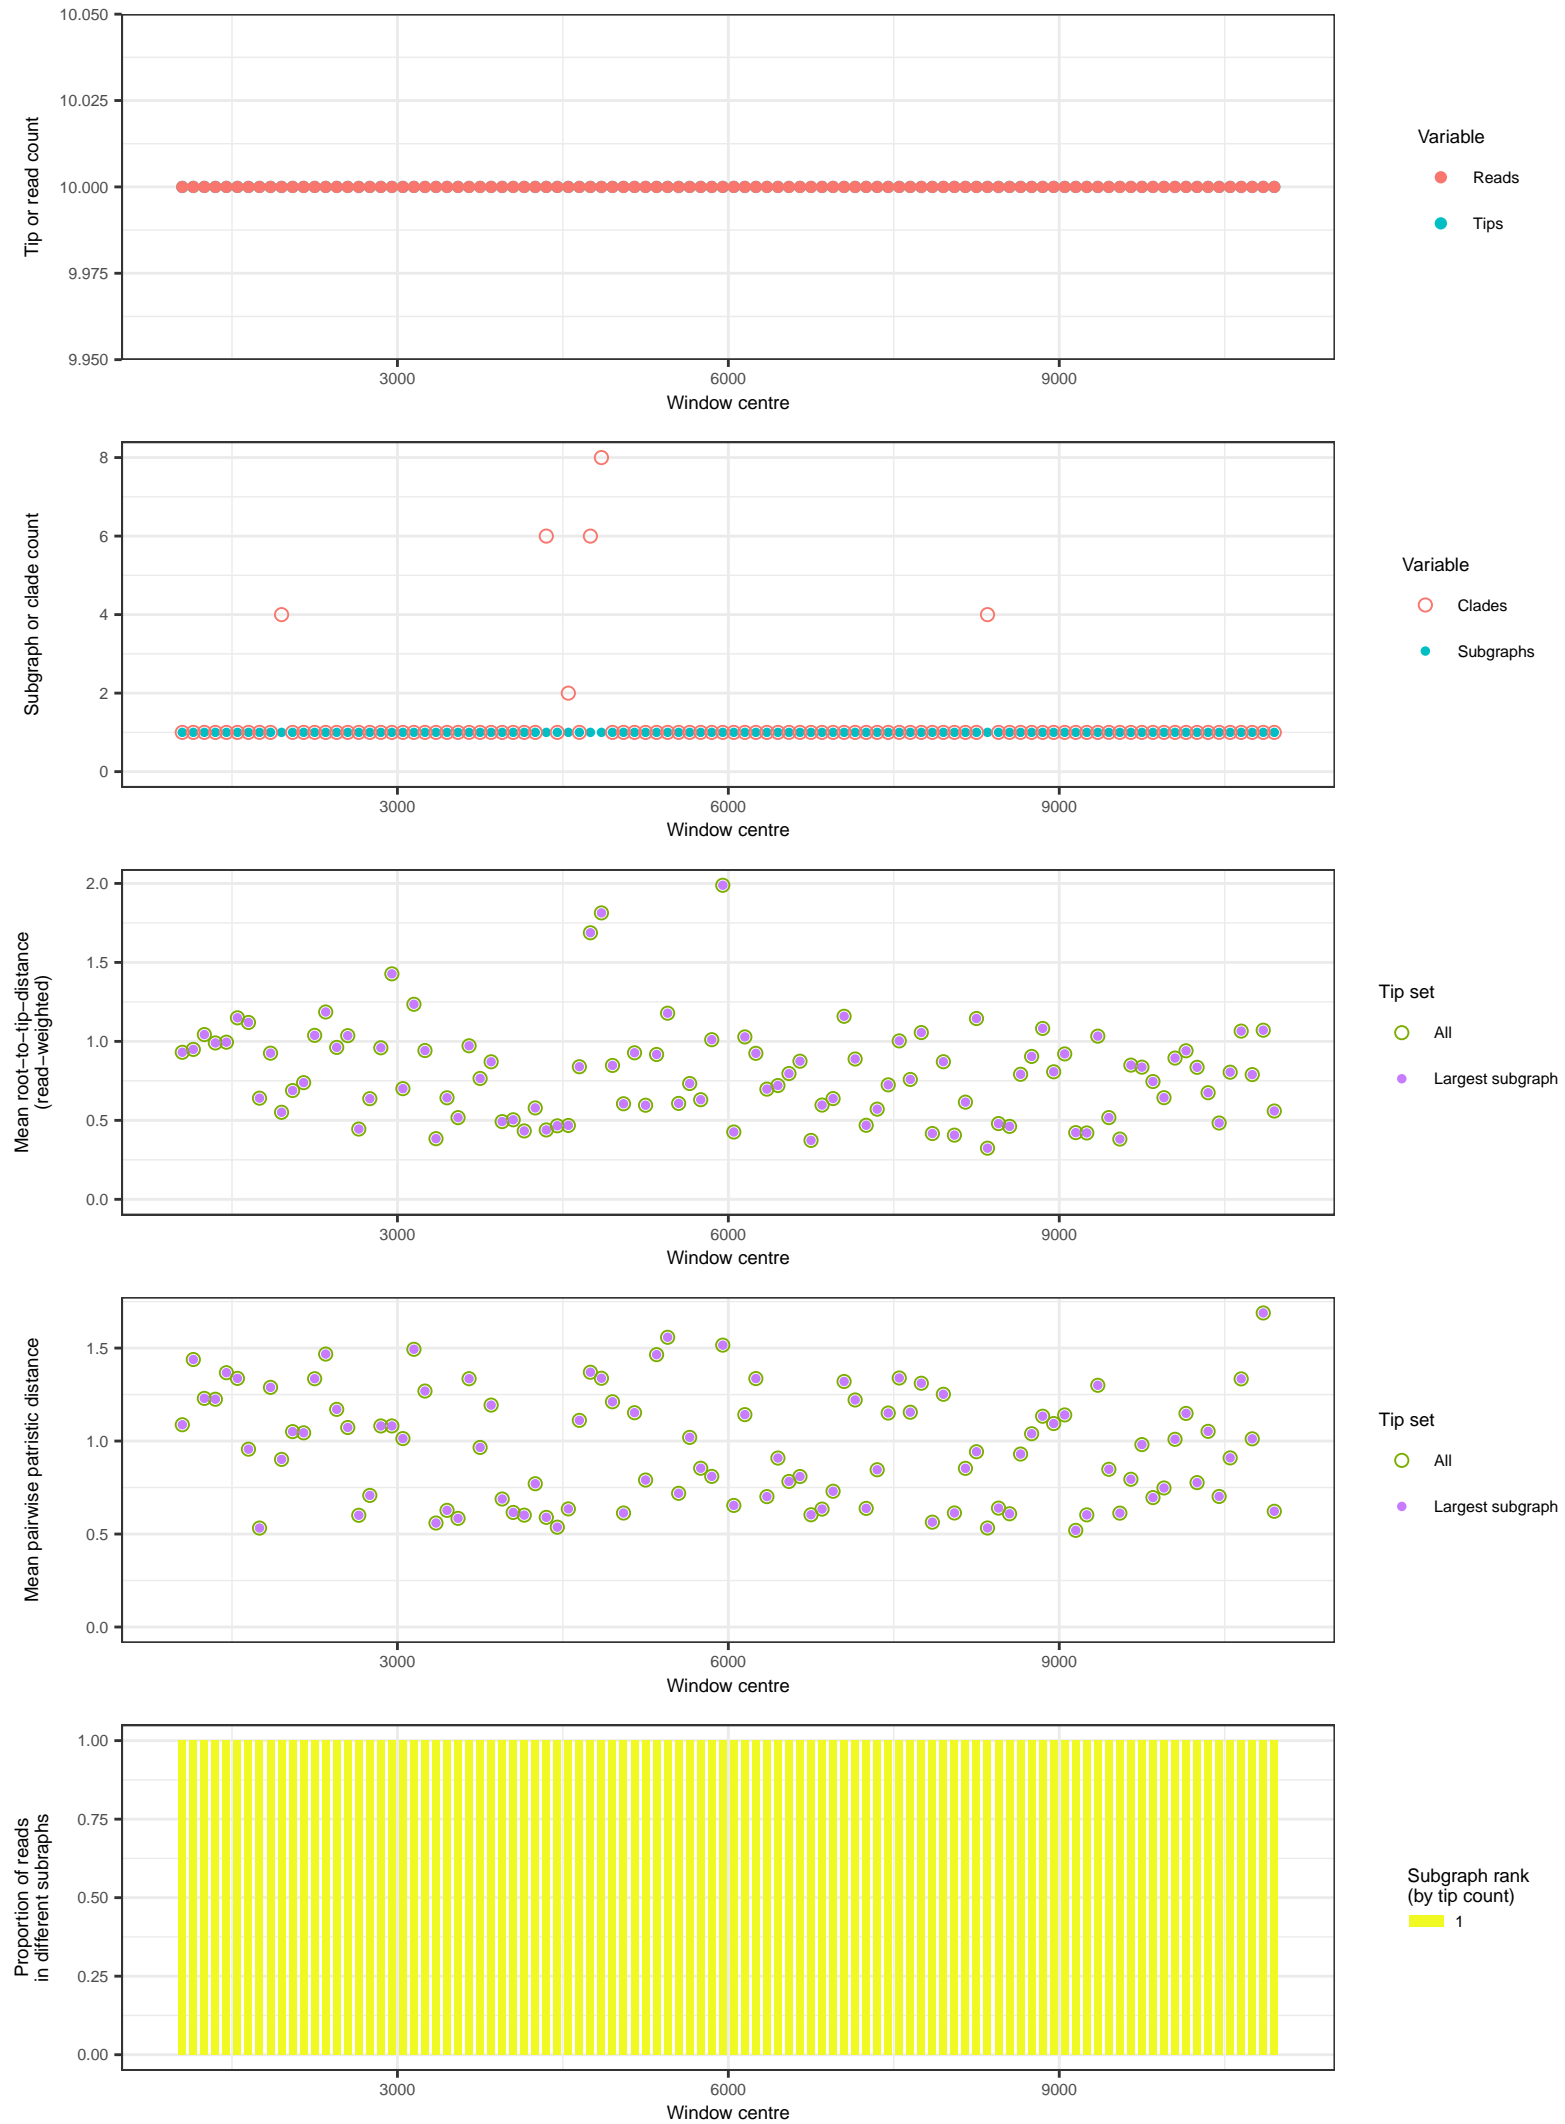 10.050
10.025
10.000
9.975
9.950
Tip or read count
3000
6000
9000
Window centre
Variable
Reads
Tips
8
6
4
2
0
Subgraph or clade count
3000
6000
9000
Window centre
Variable
Clades
Subgraphs
2.0
1.5
1.0
0.5
0.0
Mean root−to−tip−distance
(read−weighted)
3000
6000
9000
Window centre
Tip set
All
Largest subgraph
1.5
1.0
0.5
0.0
Mean pairwise patristic distance
3000
6000
9000
Window centre
Tip set
All
Largest subgraph
1.00
0.75
0.50
0.25
0.00
Proportion of reads
in different subraphs
3000
6000
9000
Window centre
Subgraph rank
(by tip count)
1